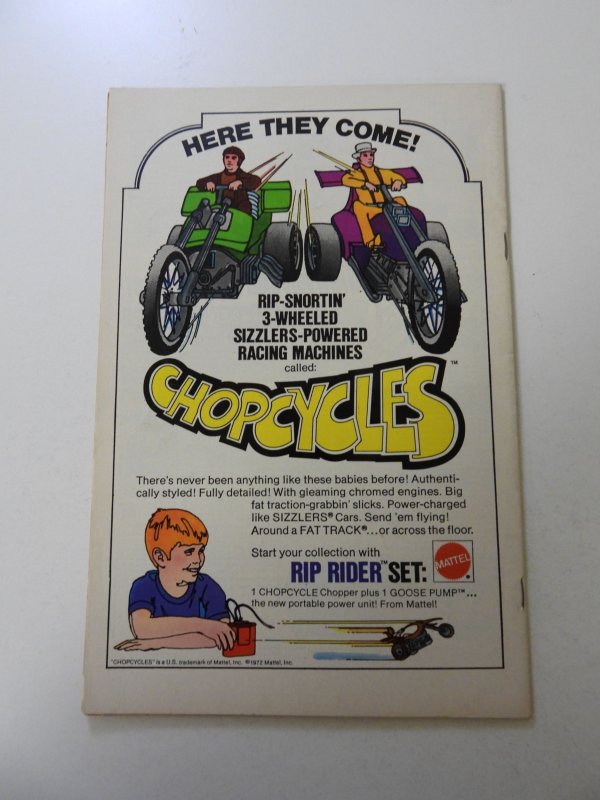 HERE THEY COME!
RIP-SNORTIN'
3-WHEELED
SIZZLERS-POWERED
RACING MACHINES
called:
CHOPCYCLES™
There's never been anything like these babies before! Authenti-
cally styled! Fully detailed! With gleaming chromed engines. Big
fat traction-grabbin' slicks. Power-charged
like SIZZLERS® Cars. Send 'em flying!
Around a FAT TRACK®...or across the floor.
Start your collection with
RIP RIDER™ SET:
MATTEL®
1 CHOPCYCLE Chopper plus 1 GOOSE PUMP™...
the new portable power unit! From Mattel!
"CHOPCYCLES" is a U.S. trademark of Mattel, Inc. ©1972 Mattel, Inc.